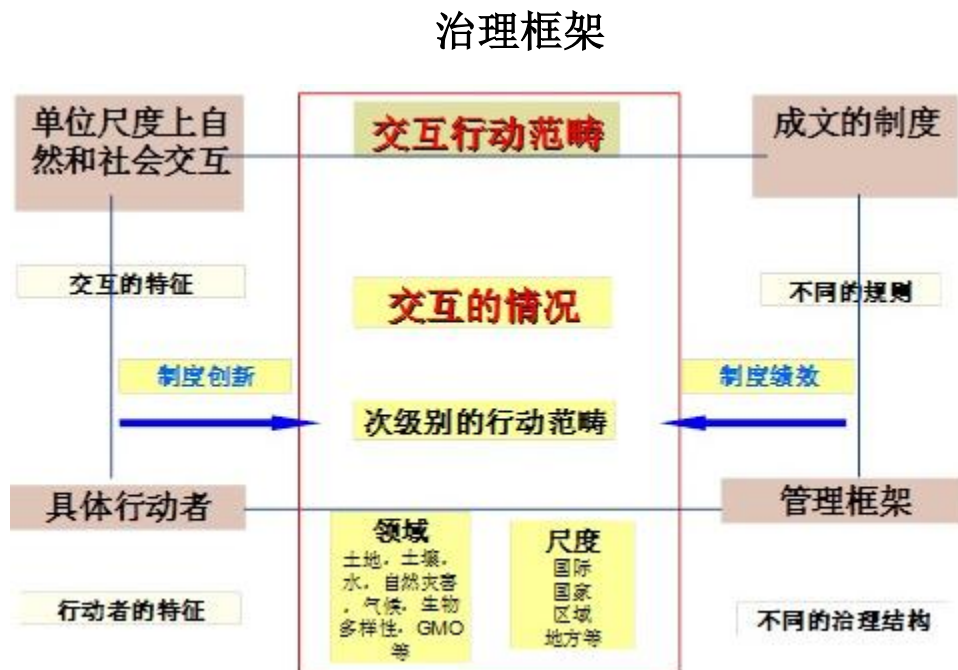 治理框架
单位尺度上自
然和社会交互
交互行动范畴
成文的制度
交互的特征
不同的规则
交互的情况
制度创新
制度绩效
次级别的行动范畴
具体行动者
管理框架
领域
土地，土壤，
水，自然灾害
，气候，生物
多样性，GMO
等
尺度
国际
国家
区域
地方等
行动者的特征
不同的治理结构